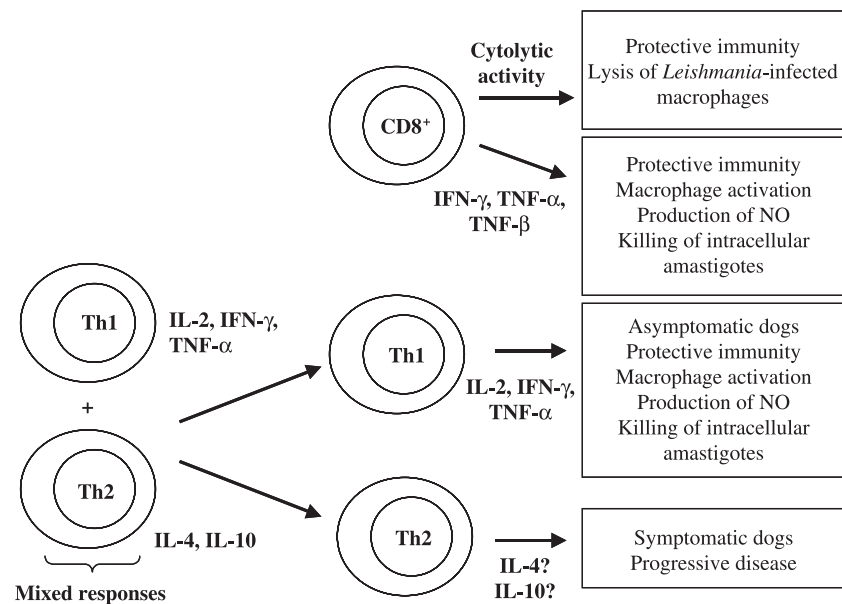 Cytolytic
activity
CD8⁺
IFN-γ, TNF-α,
TNF-β
Protective immunity
Lysis of Leishmania-infected
macrophages
Protective immunity
Macrophage activation
Production of NO
Killing of intracellular
amastigotes
Th1
IL-2, IFN-γ,
TNF-α
+
Th2
IL-4, IL-10
Mixed responses
Th1
IL-2, IFN-γ,
TNF-α
Asymptomatic dogs
Protective immunity
Macrophage activation
Production of NO
Killing of intracellular
amastigotes
Th2
IL-4?
IL-10?
Symptomatic dogs
Progressive disease